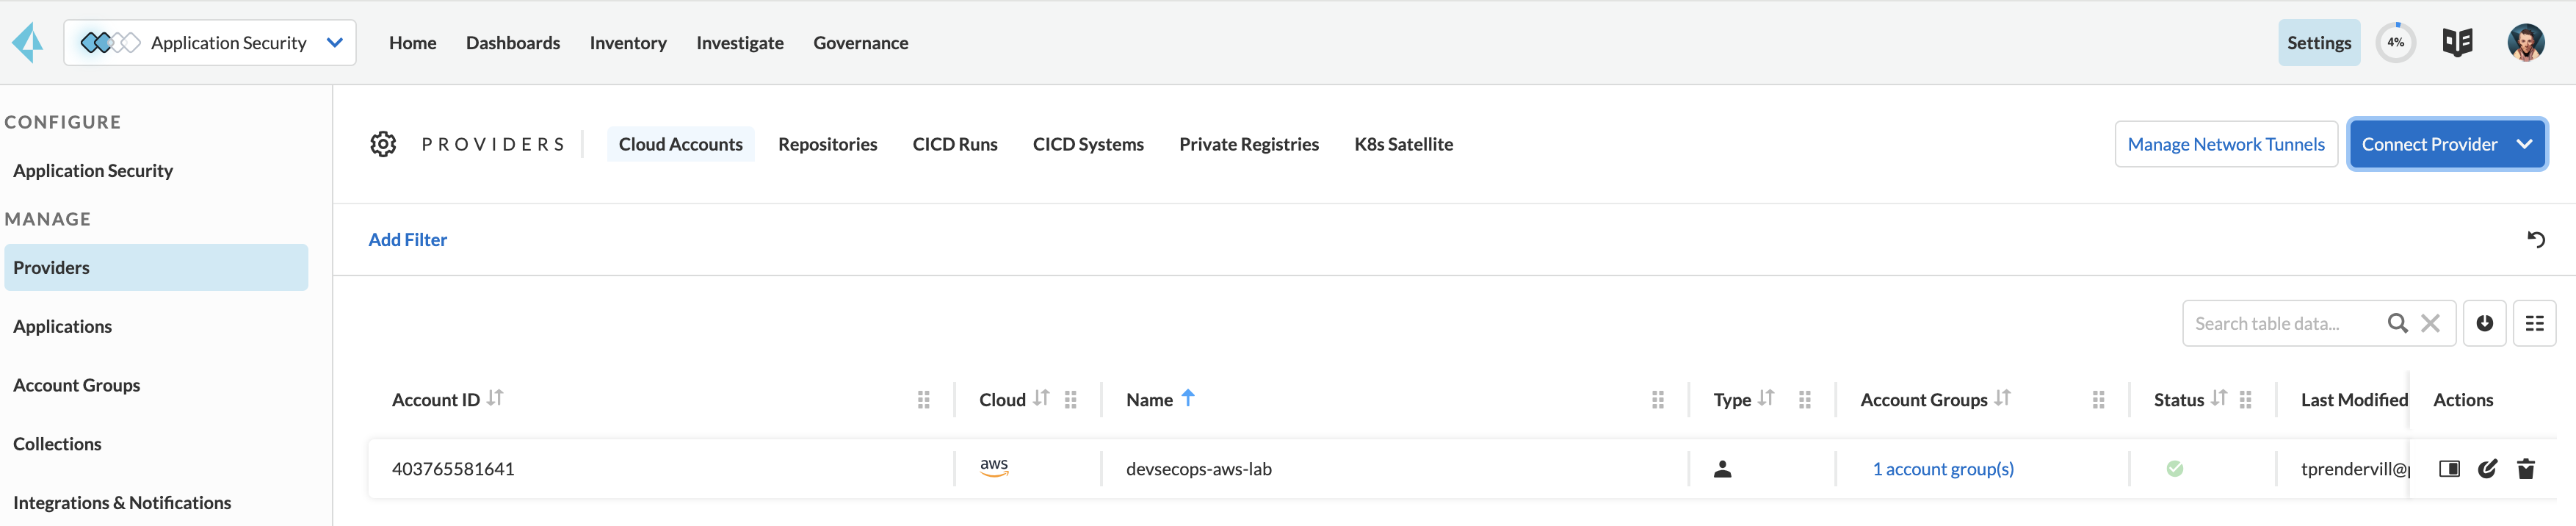 Application Security
Home
Dashboards
Inventory
Investigate
Governance
Settings
4%
CONFIGURE
Application Security
MANAGE
Providers
Applications
Account Groups
Collections
Integrations & Notifications
PROVIDERS
Cloud Accounts
Repositories
CICD Runs
CICD Systems
Private Registries
K8s Satellite
Manage Network Tunnels
Connect Provider
Add Filter
Search table data...
Account ID
Cloud
Name
Type
Account Groups
Status
Last Modified
Actions
403765581641
aws
devsecops-aws-lab
1 account group(s)
tprendervill@